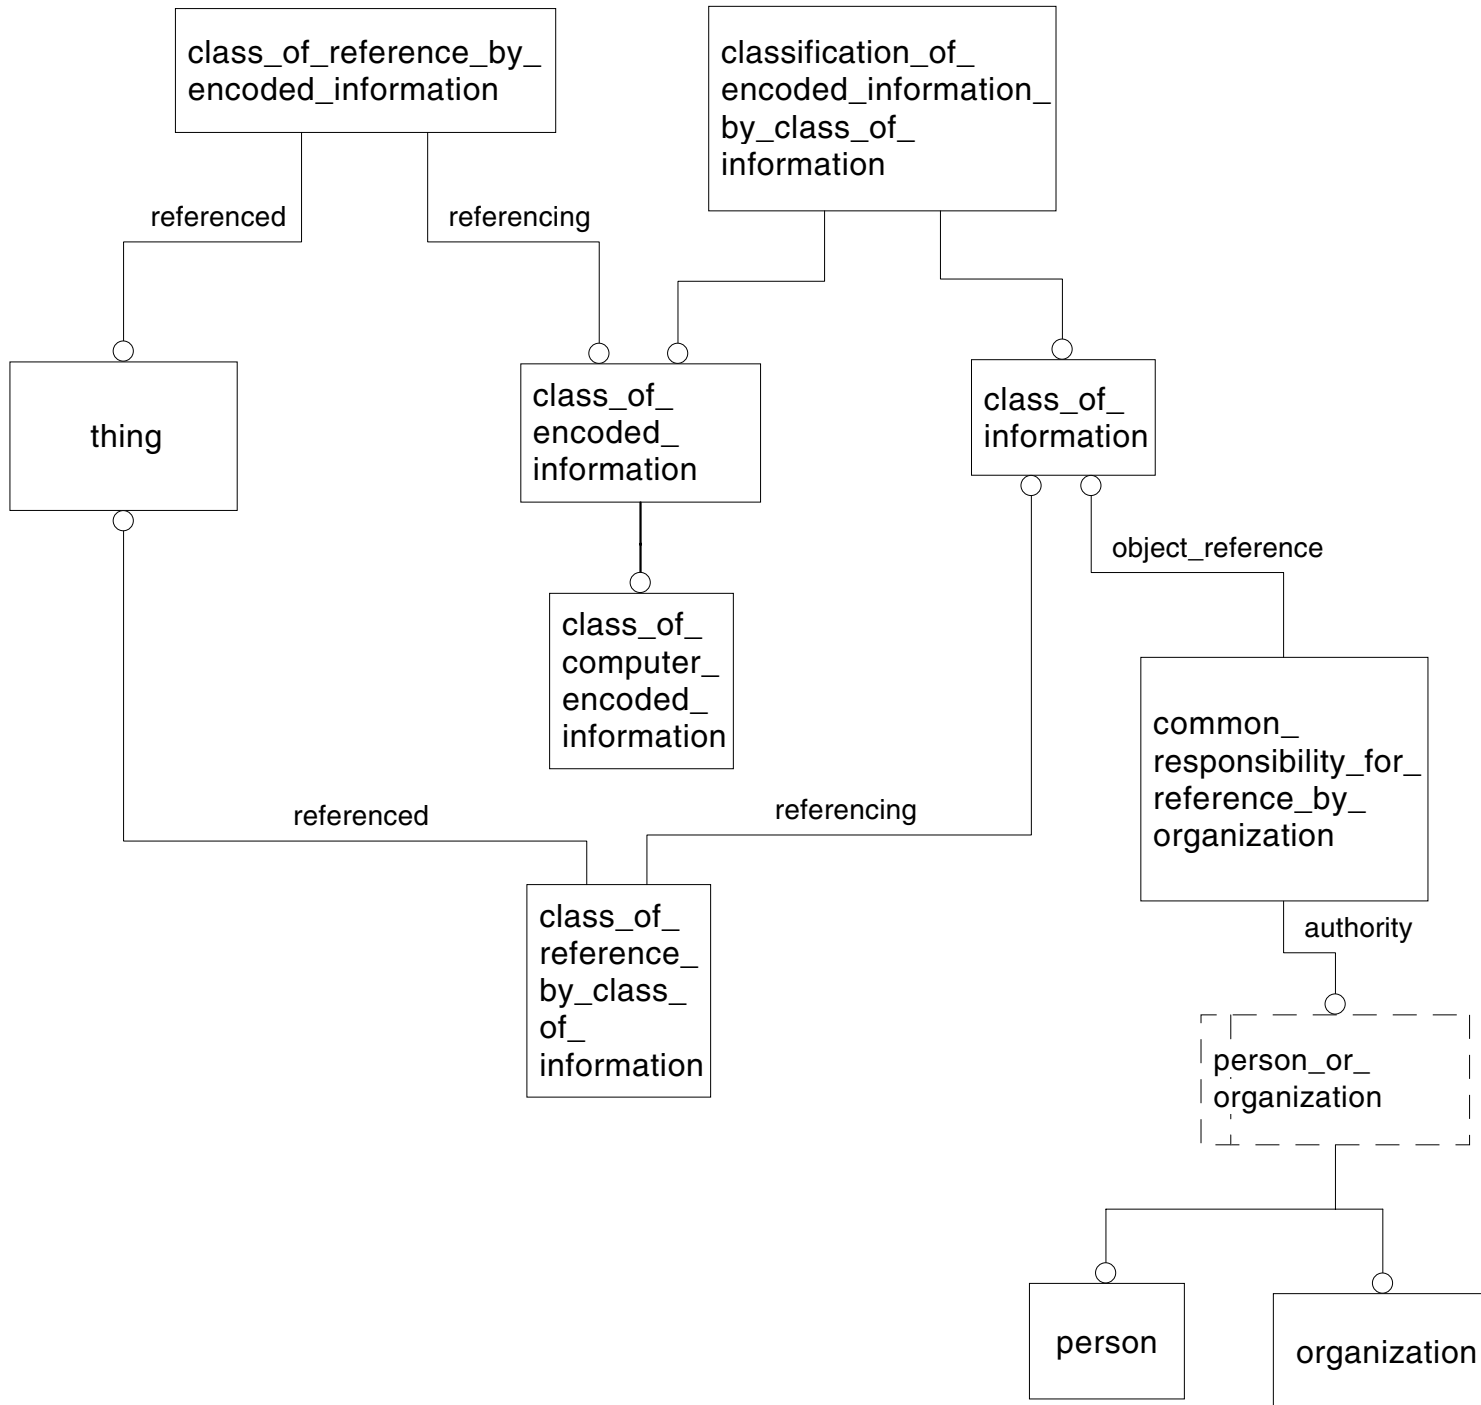 class_of_reference_by_
encoded_information
classification_of_
encoded_information_
by_class_of_
information
referenced
referencing
thing
class_of_
encoded_
information
class_of_
information
object_reference
class_of_
computer_
encoded_
information
common_
responsibility_for_
reference_by_
organization
referenced
referencing
class_of_
reference_
by_class_
of_
information
authority
person_or_
organization
person
organization